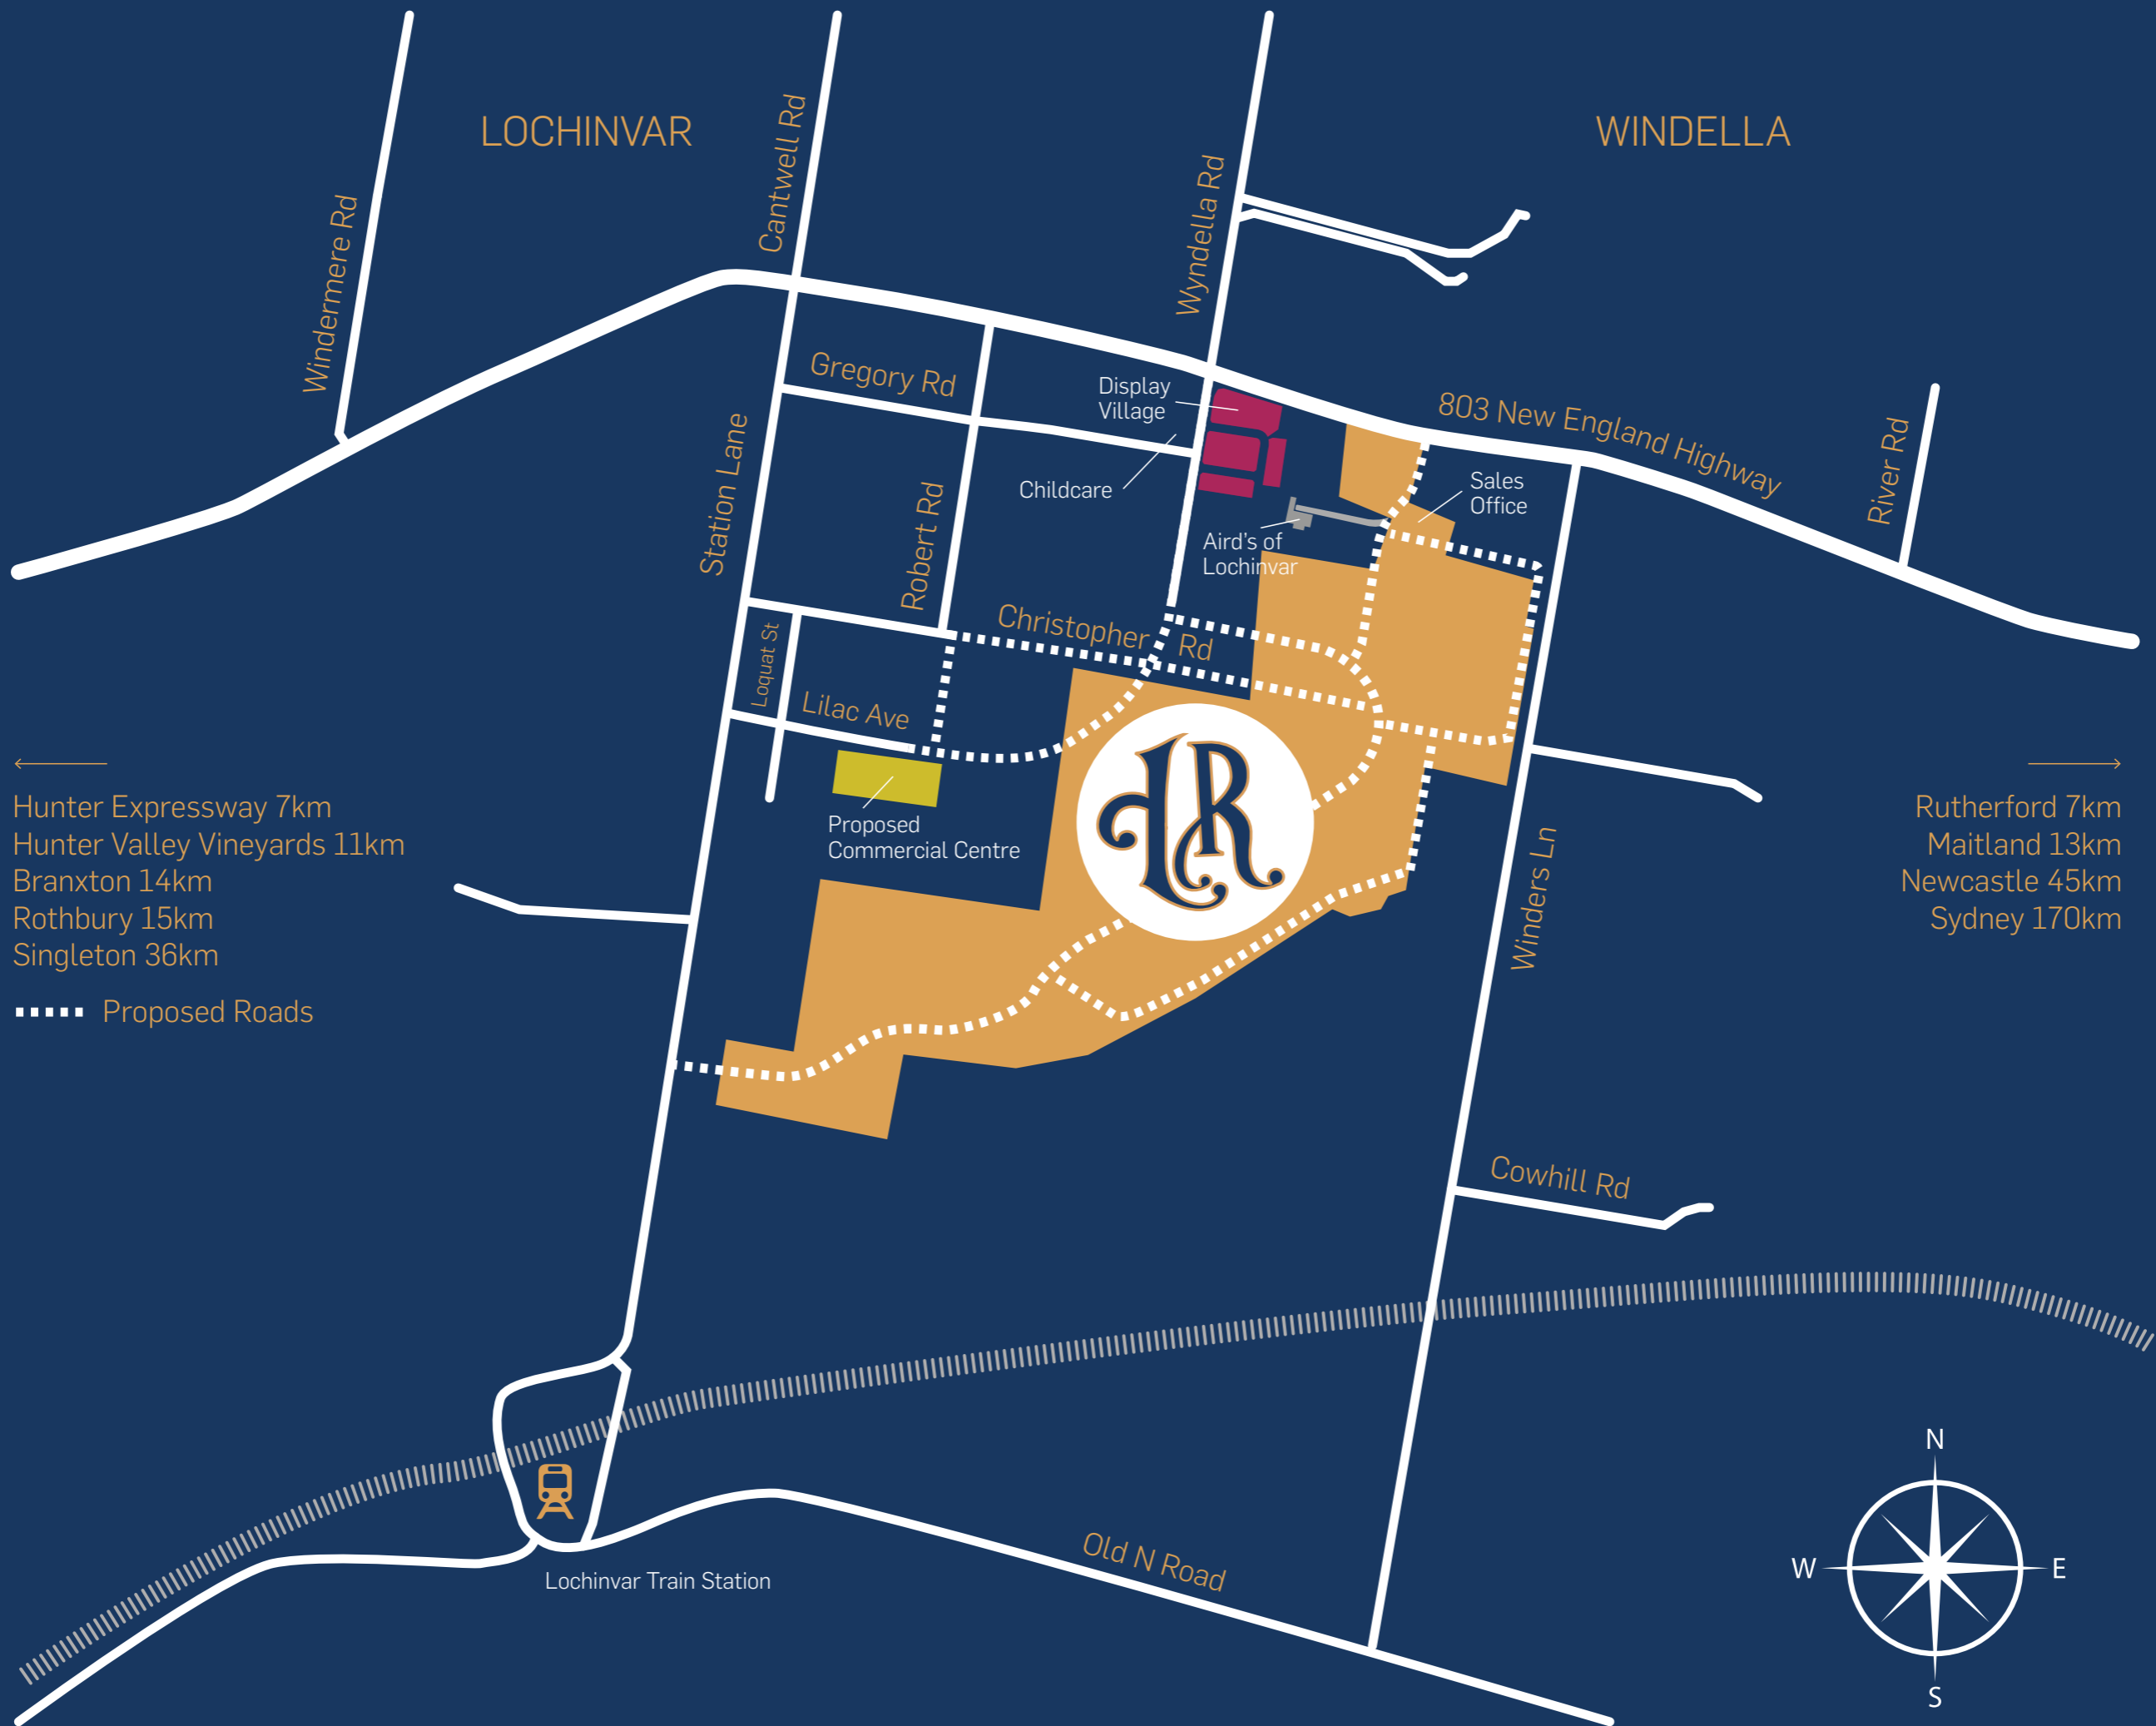 LOCHINVAR
WINDELLA
Windermere Rd
Cantwell Rd
Wyndella Rd
Gregory Rd
Display
Village
803 New England Highway
River Rd
Station Lane
Childcare
Sales
Office
Robert Rd
Aird's of
Lochinvar
Christopher Rd
Loquat St
Lilac Ave
Proposed
Commercial Centre
LR
Hunter Expressway 7km
Hunter Valley Vineyards 11km
Branxton 14km
Rothbury 15km
Singleton 36km
Proposed Roads
Rutherford 7km
Maitland 13km
Newcastle 45km
Sydney 170km
Winders Ln
Cowhill Rd
Old N Road
Lochinvar Train Station
N
W
E
S